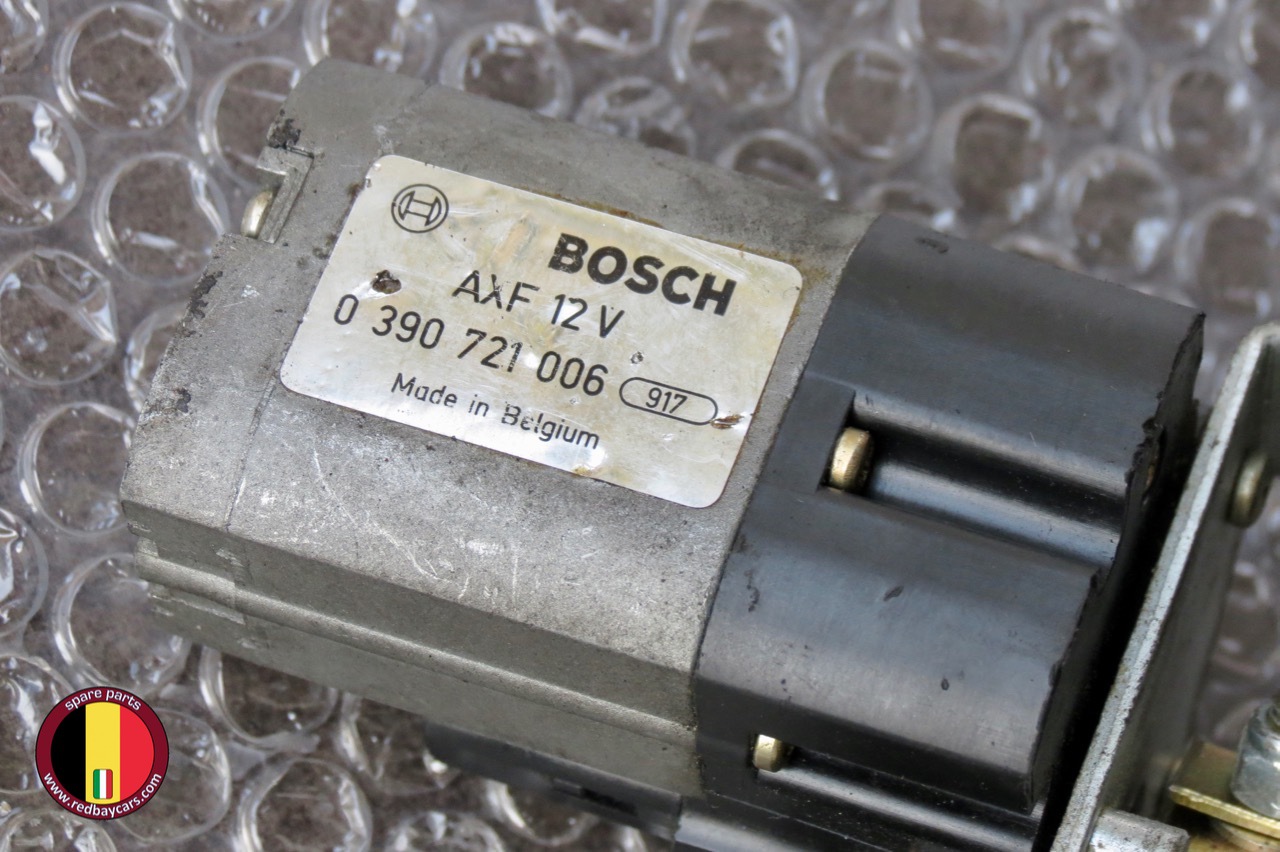 BOSCH
AXF 12 V
0 390 721 006 917
Made in Belgium
spare parts
www.redbaycars.com